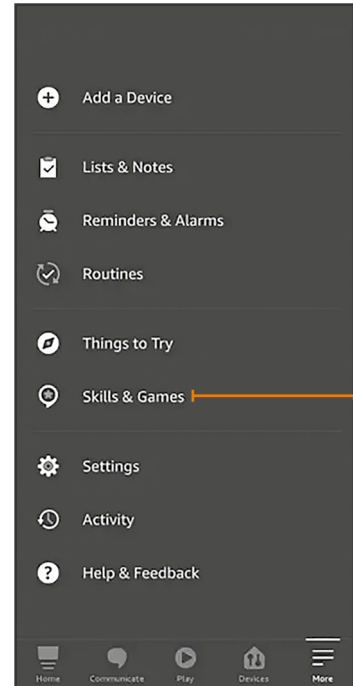 Add a Device
Lists & Notes
Reminders & Alarms
Routines
Things to Try
Skills & Games
Settings
Activity
Help & Feedback
Home Communicate Play Devices More